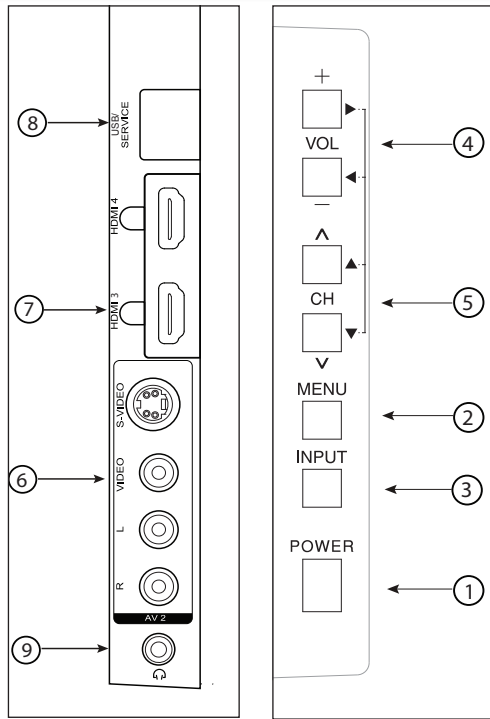 8
USB/
SERVICE
HDMI 4
7
HDMI 3
S-VIDEO
6
VIDEO
L
R
AV 2
9
+
VOL
4
–
CH
5
MENU
2
INPUT
3
POWER
1